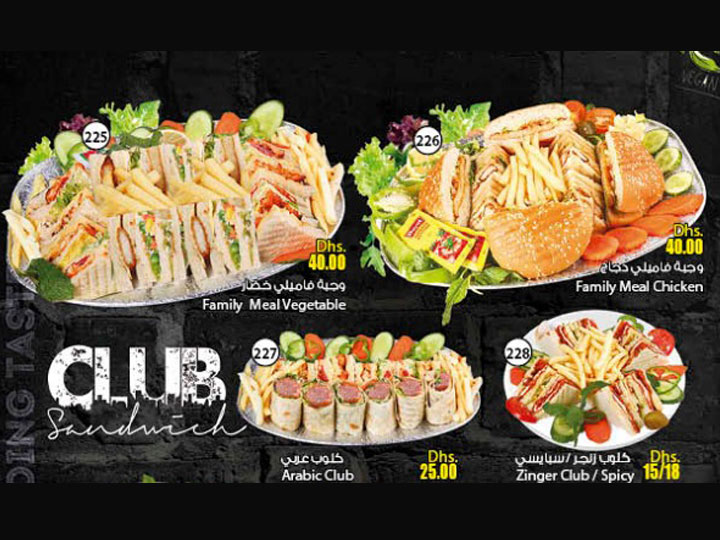 VEGAN
225
226
Dhs.
40.00
وجبة فاميلي خضار
Family Meal Vegetable
Dhs.
40.00
وجبة فاميلي دجاج
Family Meal Chicken
CLUB
Sandwich
227
228
كلوب عربي
Arabic Club
Dhs.
25.00
كلوب زنجر / سبايسي
Zinger Club / Spicy
Dhs.
15/18